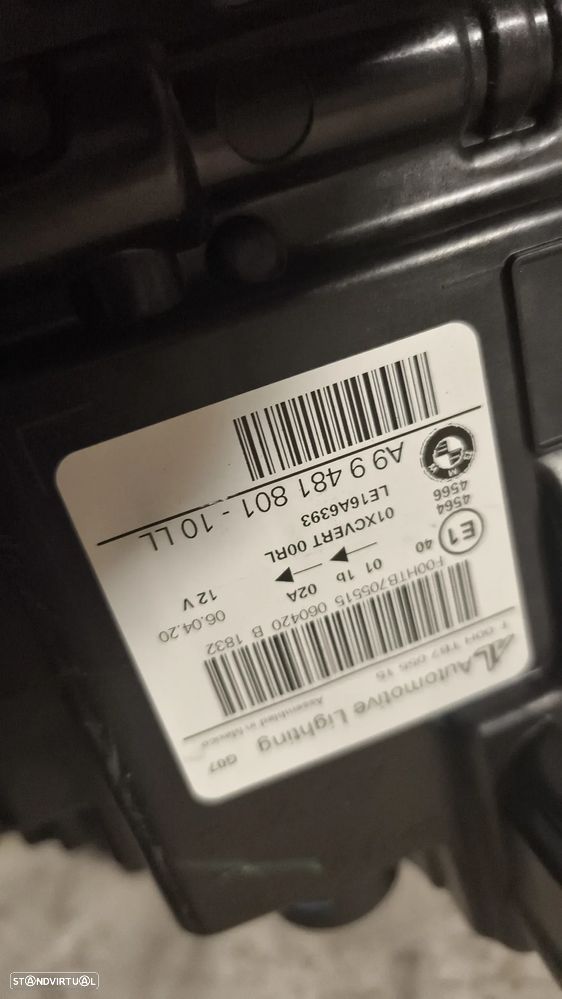 A9 9 481 801 - 10 LL
LE16A6393
BMW
4564
4566
01XCVERT 00RL
E1
40
01 1b
02A
12 V
06.04.20
F00HTB705515 060420 B 1832
Automotive Lighting
Assembled in Mexico
G07
STANDVIRTUAL